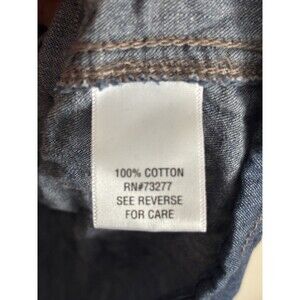 100% COTTON
RN#73277
SEE REVERSE
FOR CARE